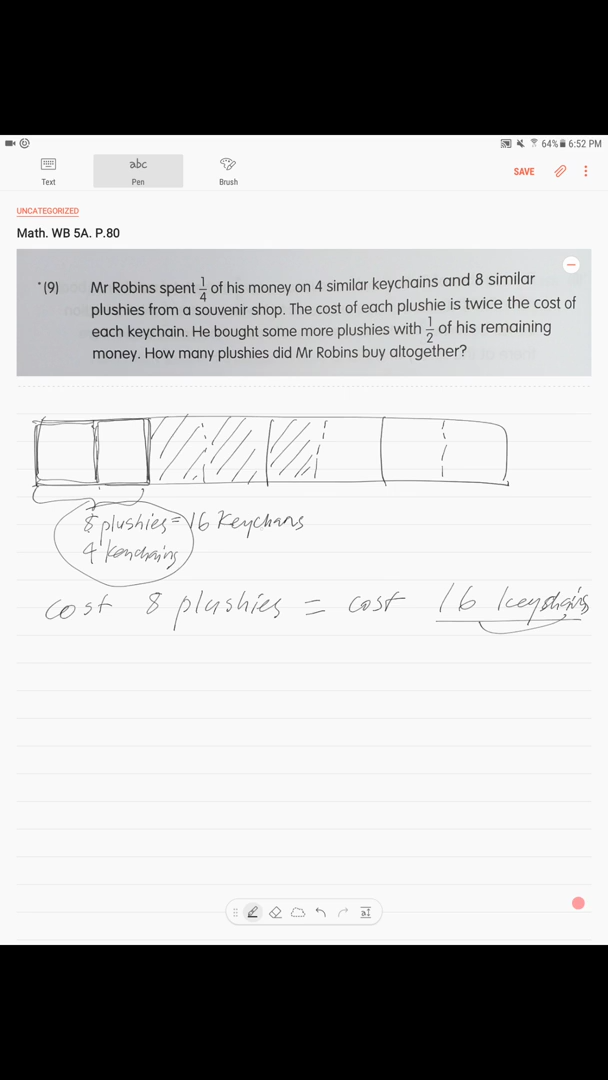 64% 6:52 PM
Text
abc
Pen
Brush
SAVE
UNCATEGORIZED
Math. WB 5A. P.80
*(9) Mr Robins spent 1/4 of his money on 4 similar keychains and 8 similar
plushies from a souvenir shop. The cost of each plushie is twice the cost of
each keychain. He bought some more plushies with 1/2 of his remaining
money. How many plushies did Mr Robins buy altogether?
8 plushies = 16 Keychans
4 kenchains
cost 8 plushies = cost 16 keychains
aI